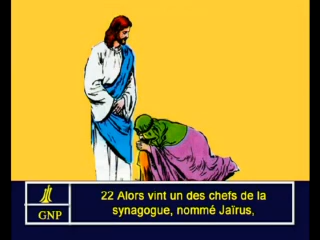 22 Alors vint un des chefs de la
synagogue, nommé Jaïrus,
GNP